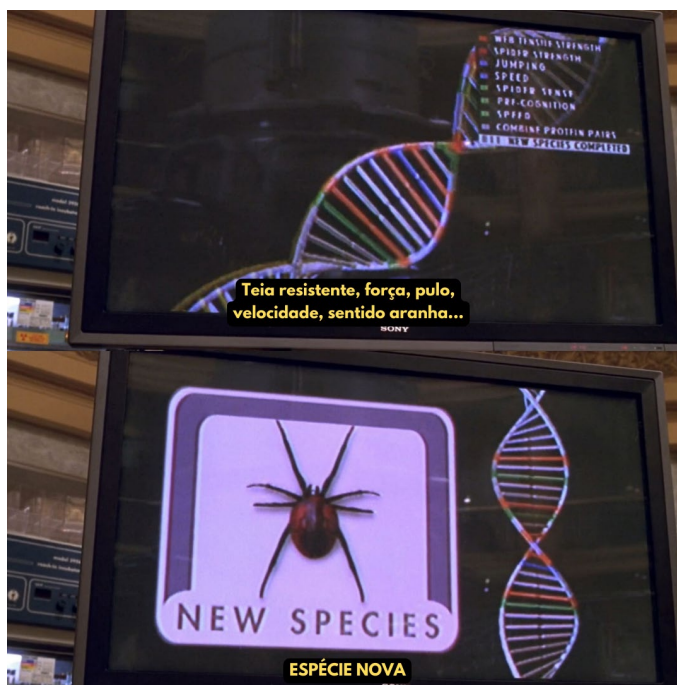 WEB TENSILE STRENGTH
SPIDER STRENGTH
JUMPING
SPEED
SPIDER SENSE
PRE-COGNITION
SPEED
COMBINE PROTEIN PAIRS
NEW SPECIES COMPLETED
Teia resistente, força, pulo,
velocidade, sentido aranha...
SONY
NEW SPECIES
ESPÉCIE NOVA